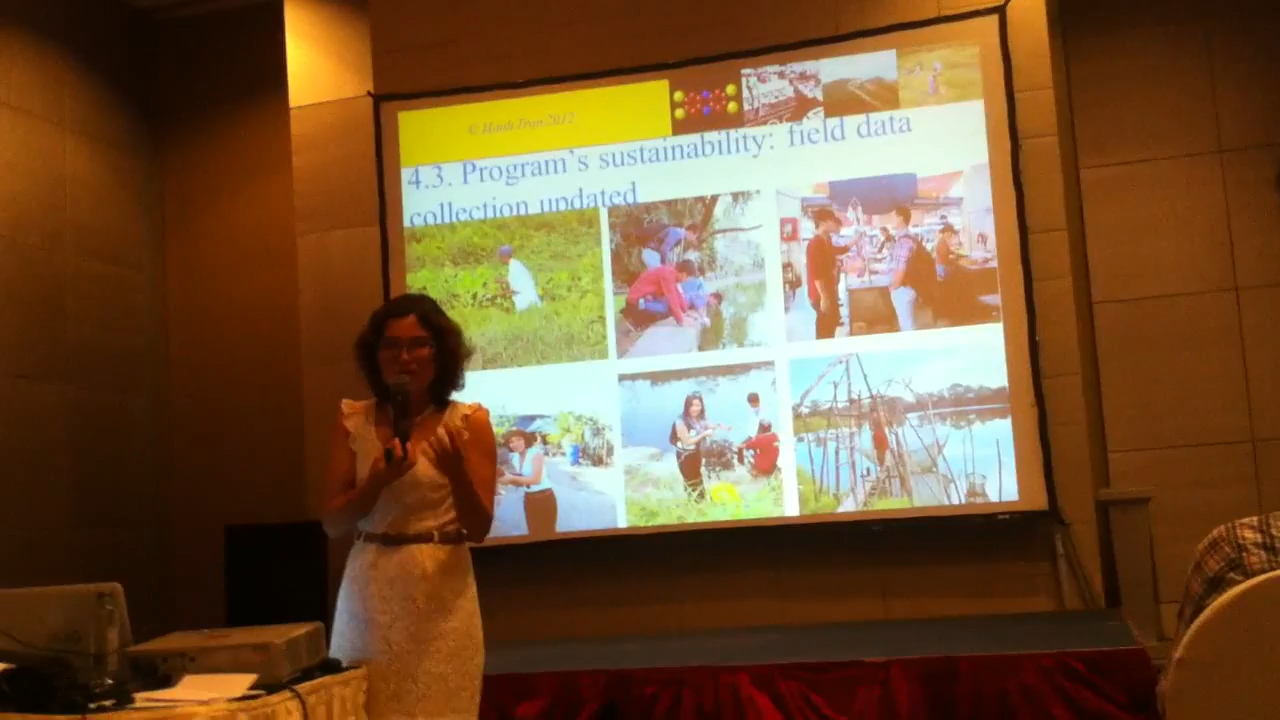 © Hanh Tran 2012
4.3. Program`s sustainability: field data
collection updated